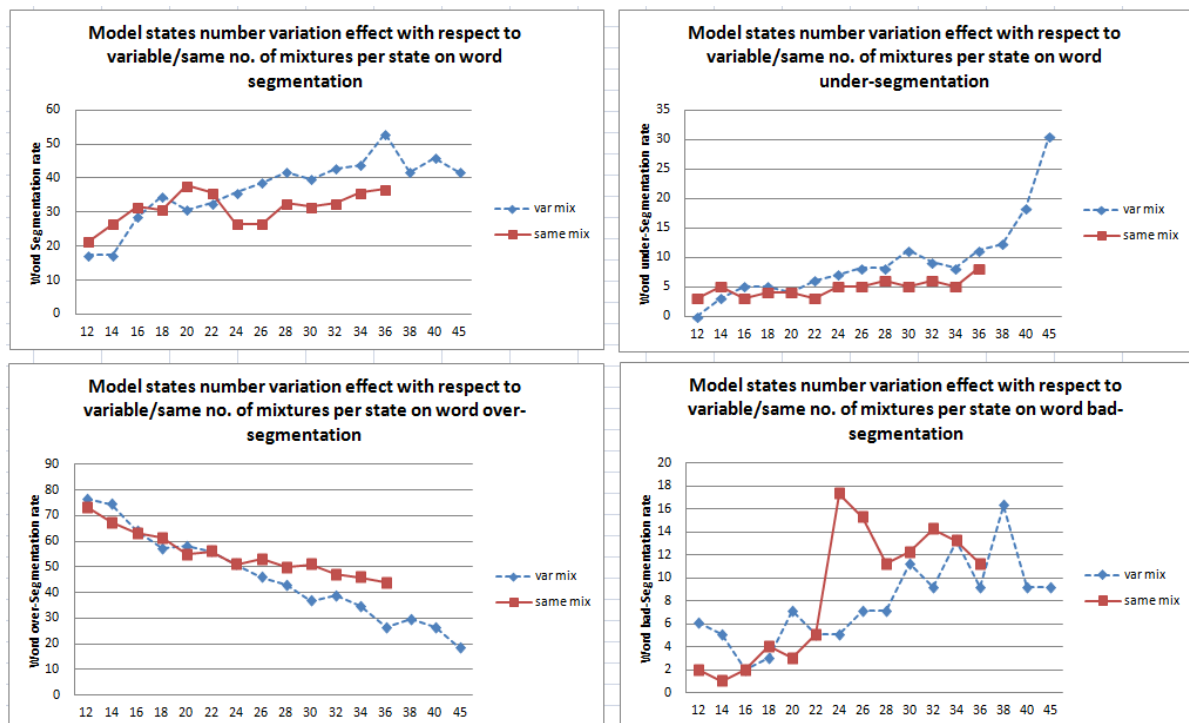 Model states number variation effect with respect to
variable/same no. of mixtures per state on word
segmentation
Word Segmentation rate
60
50
40
30
20
10
0
12 14 16 18 20 22 24 26 28 30 32 34 36 38 40 45
var mix
same mix
Model states number variation effect with respect to
variable/same no. of mixtures per state on word
under-segmentation
Word under-Segmentation rate
35
30
25
20
15
10
5
0
12 14 16 18 20 22 24 26 28 30 32 34 36 38 40 45
var mix
same mix
Model states number variation effect with respect to
variable/same no. of mixtures per state on word over-
segmentation
Word over-Segmentation rate
90
80
70
60
50
40
30
20
10
0
12 14 16 18 20 22 24 26 28 30 32 34 36 38 40 45
var mix
same mix
Model states number variation effect with respect to
variable/same no. of mixtures per state on word bad-
segmentation
Word bad-Segmentation rate
20
18
16
14
12
10
8
6
4
2
0
12 14 16 18 20 22 24 26 28 30 32 34 36 38 40 45
var mix
same mix